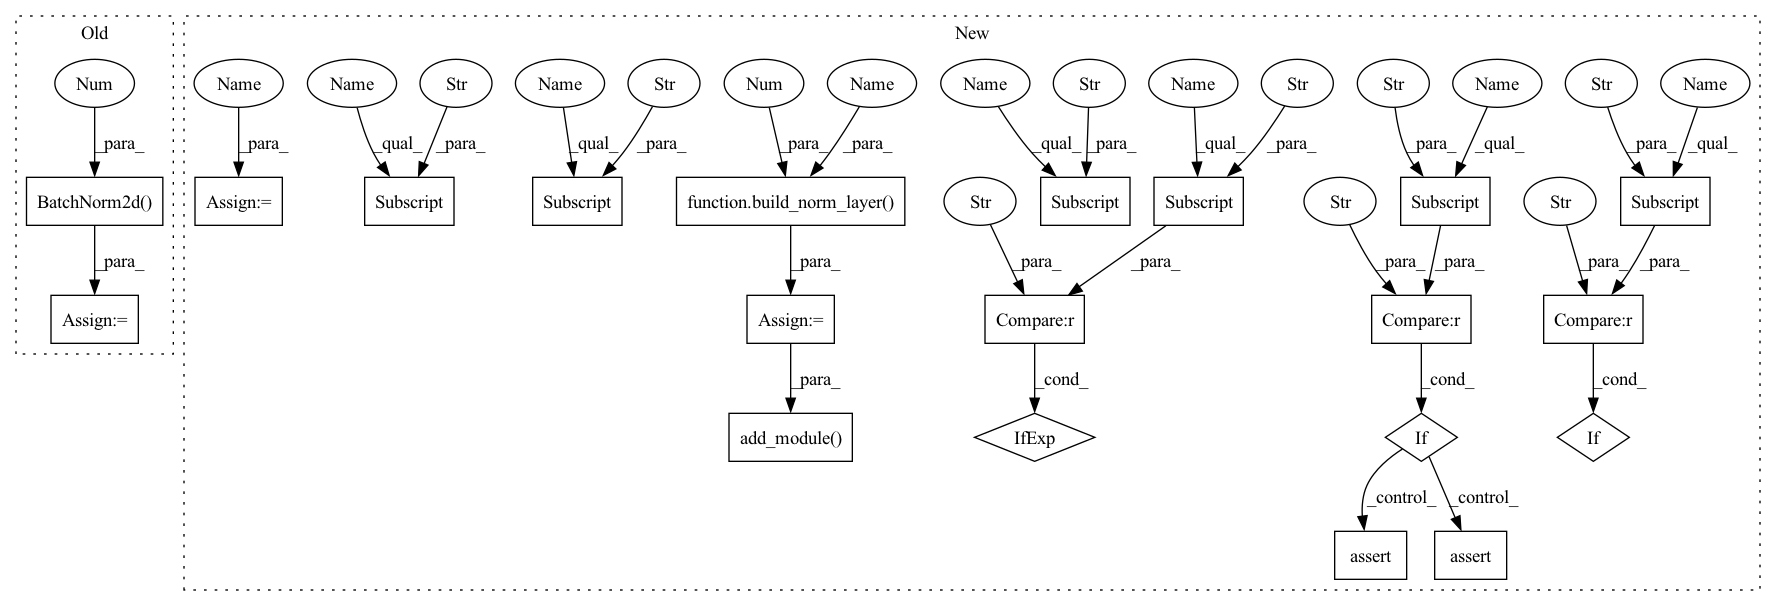 Old New
Num Name Name Str Name Str Num Name Name Str Name Str Str Name Str Name
_para_ _para_ _qual_ _para_ _qual_ _para_ _para_ _para_ _qual_ _para_ _qual_ _para_ _para_ _qual_ _para_ _qual_
BatchNorm2d() Assign:= Subscript Subscript function.build_norm_layer() Str Subscript Subscript Str Subscript Str Subscript
_para_ _para_ _para_ _para_ _para_ _para_ _para_ _para_
Assign:= Assign:= Compare:r Compare:r Compare:r
_para_ _cond_ _cond_ _cond_
add_module() IfExp If If
_control_ _control_
assert assert